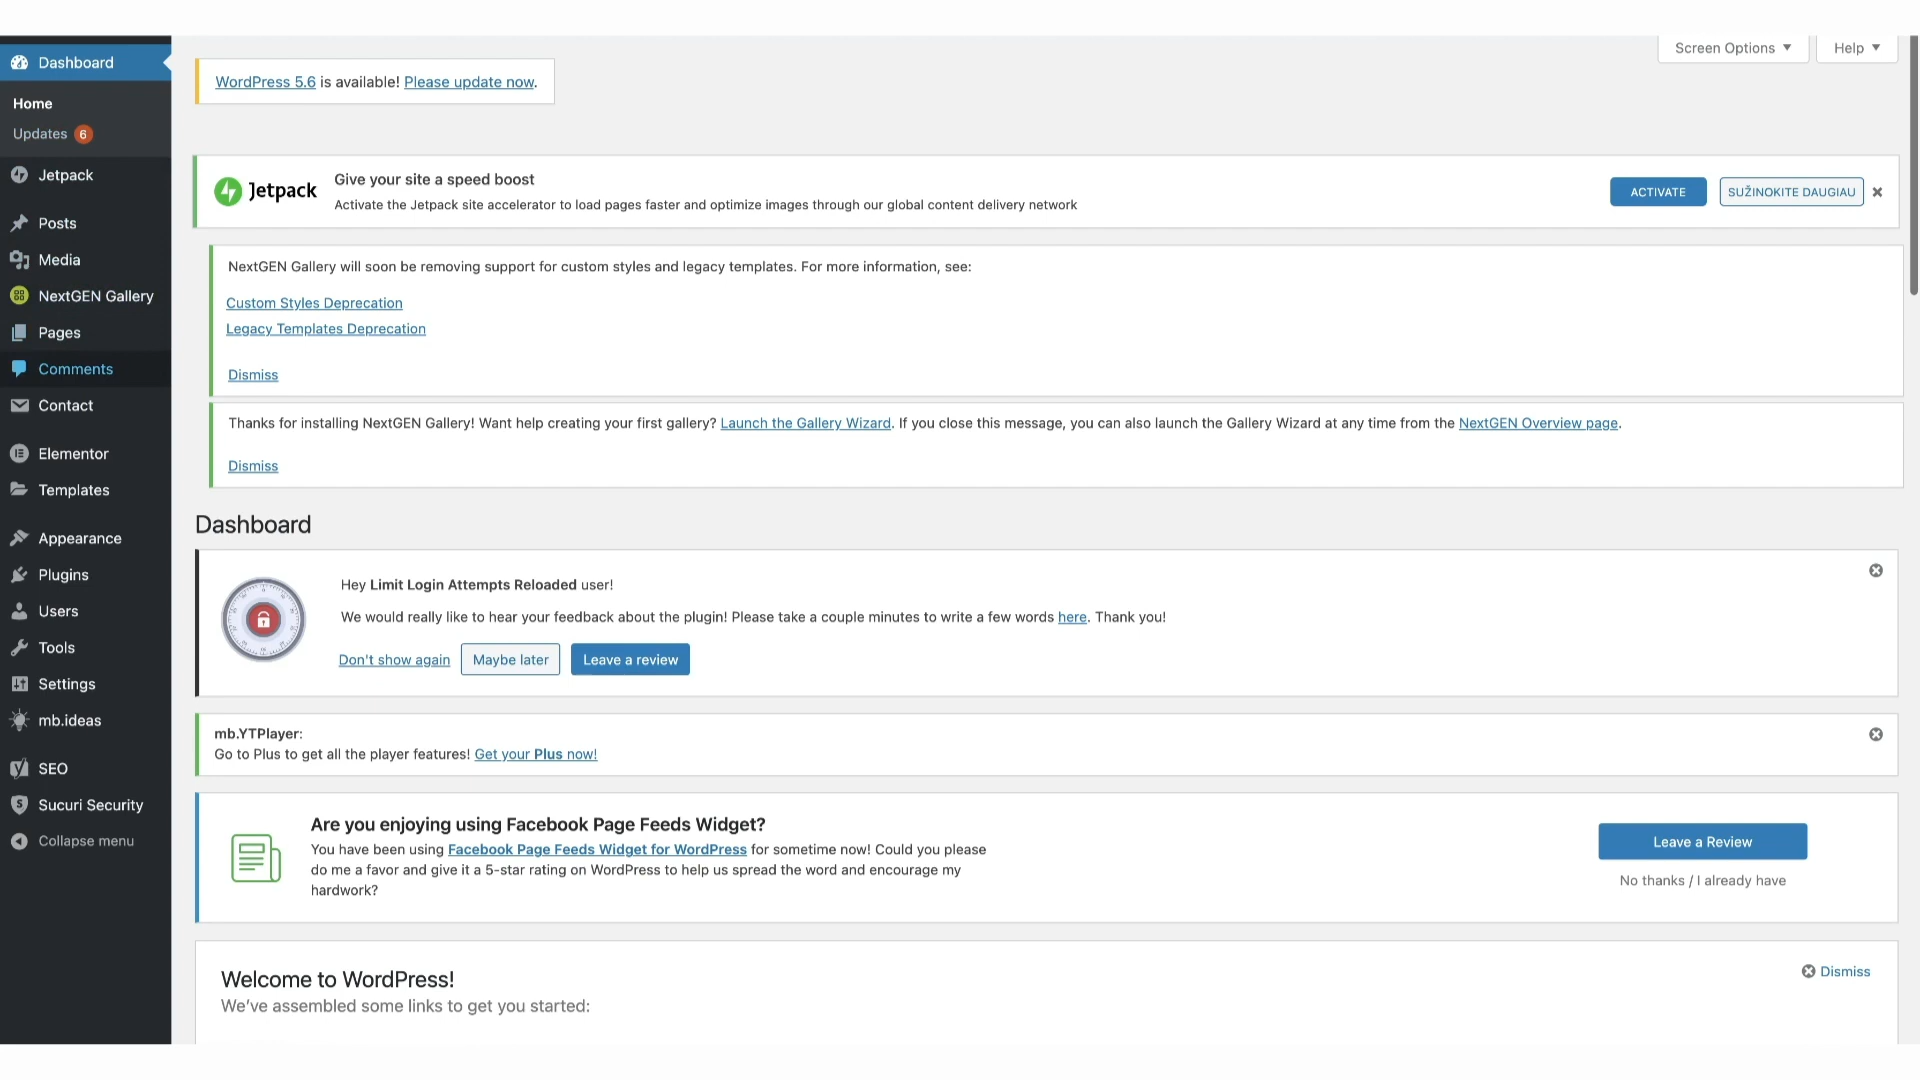 Dashboard
Home
Updates 6
Jetpack
Posts
Media
NextGEN Gallery
Pages
Comments
Contact
Elementor
Templates
Appearance
Plugins
Users
Tools
Settings
mb.ideas
SEO
Sucuri Security
Collapse menu
Screen Options
Help
WordPress 5.6 is available! Please update now.
Jetpack
Give your site a speed boost
Activate the Jetpack site accelerator to load pages faster and optimize images through our global content delivery network
ACTIVATE
SUŽINOKITE DAUGIAU
NextGEN Gallery will soon be removing support for custom styles and legacy templates. For more information, see:
Custom Styles Deprecation
Legacy Templates Deprecation
Dismiss
Thanks for installing NextGEN Gallery! Want help creating your first gallery? Launch the Gallery Wizard. If you close this message, you can also launch the Gallery Wizard at any time from the NextGEN Overview page.
Dismiss
Dashboard
Hey Limit Login Attempts Reloaded user!
We would really like to hear your feedback about the plugin! Please take a couple minutes to write a few words here. Thank you!
Don't show again
Maybe later
Leave a review
mb.YTPlayer:
Go to Plus to get all the player features! Get your Plus now!
Are you enjoying using Facebook Page Feeds Widget?
You have been using Facebook Page Feeds Widget for WordPress for sometime now! Could you please
do me a favor and give it a 5-star rating on WordPress to help us spread the word and encourage my
hardwork?
Leave a Review
No thanks / I already have
Welcome to WordPress!
We've assembled some links to get you started:
Dismiss